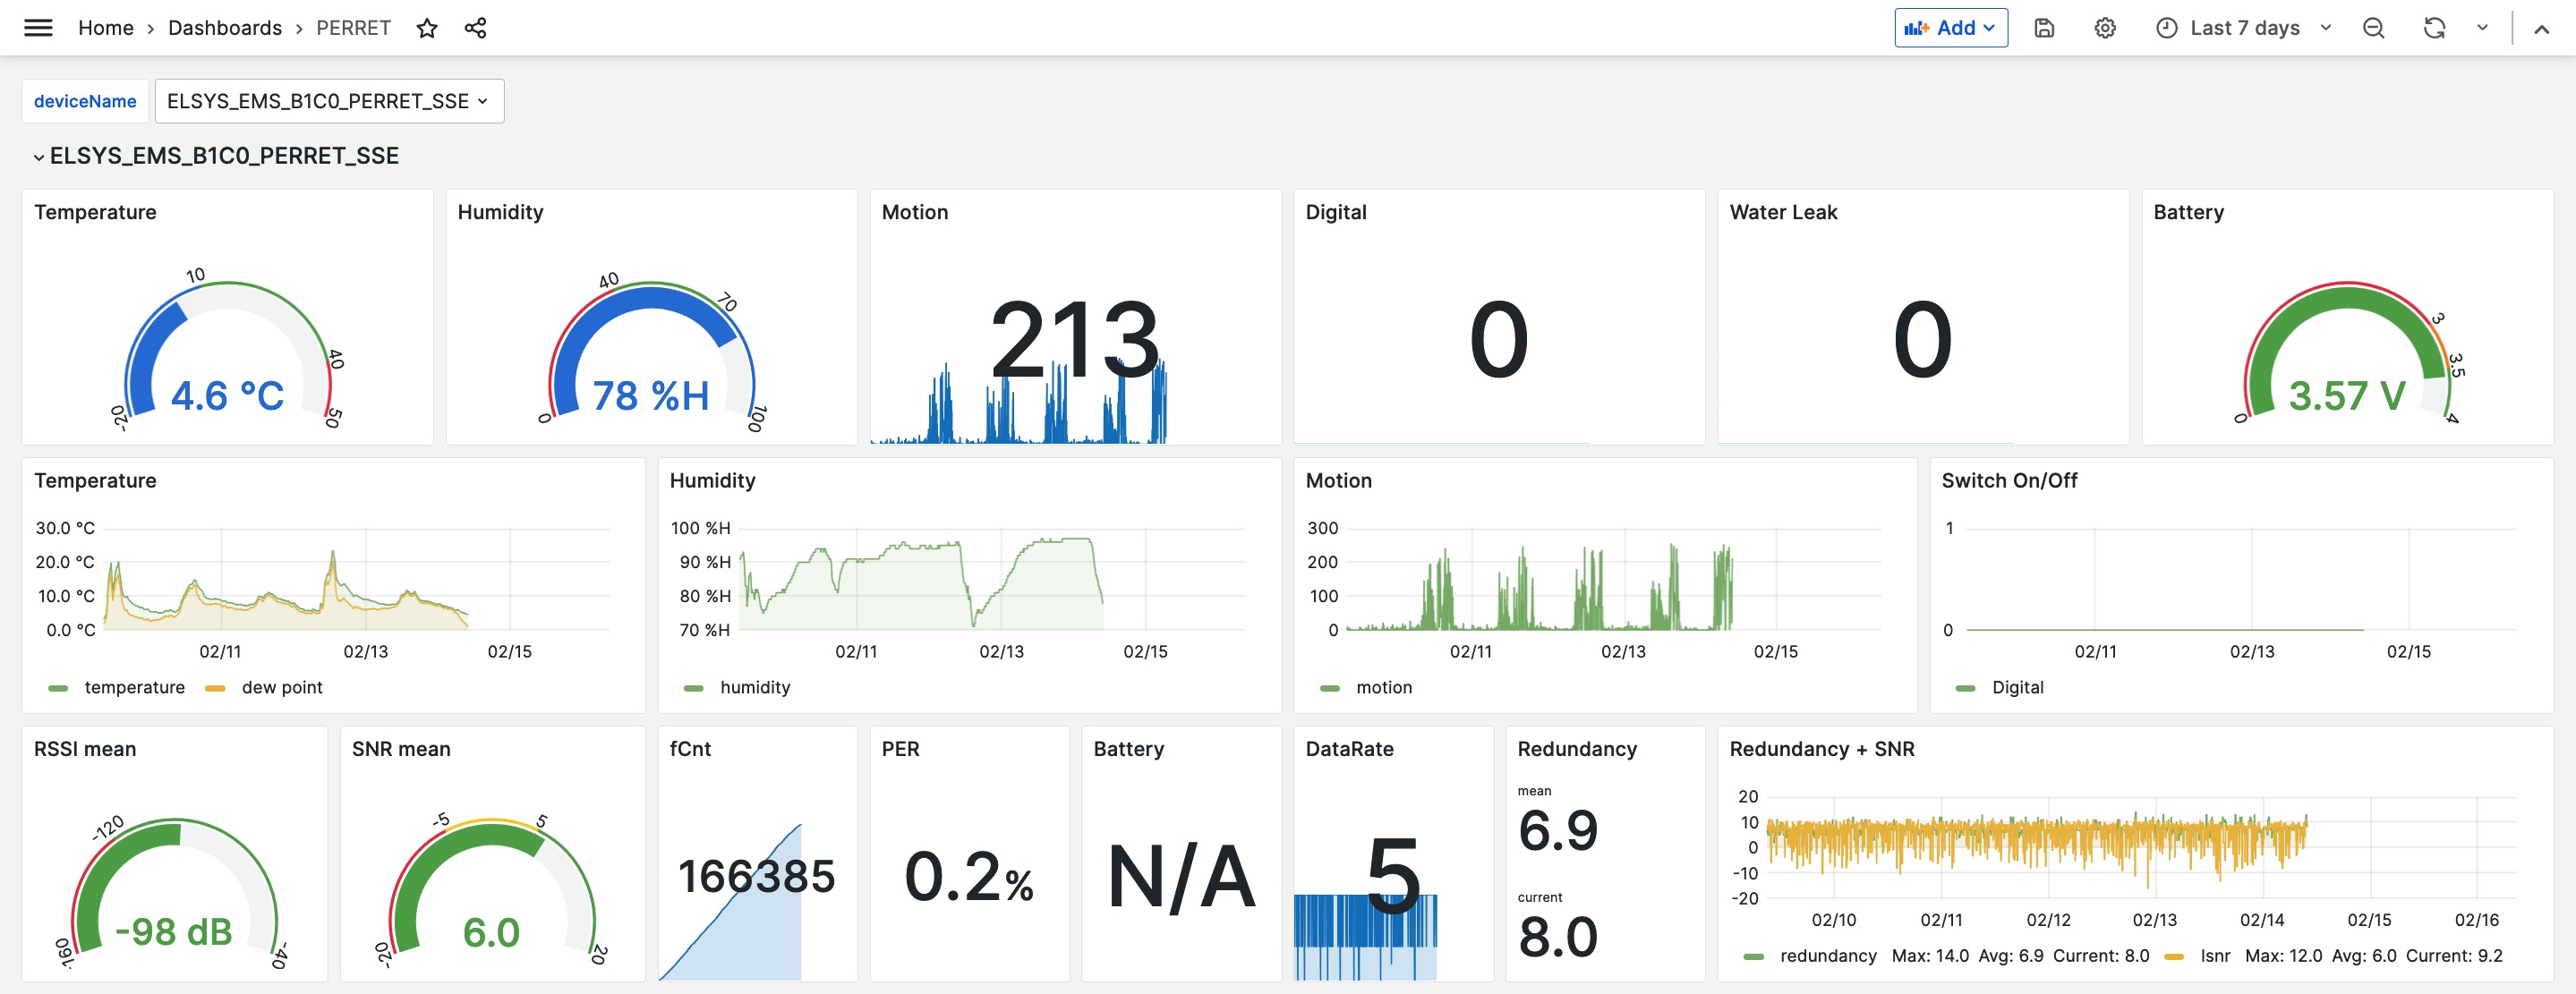 Home › Dashboards › PERRET
Add
Last 7 days
deviceName
ELSYS_EMS_B1C0_PERRET_SSE
ELSYS_EMS_B1C0_PERRET_SSE
Temperature
-20
10
40
50
4.6 °C
Humidity
0
40
70
100
78 %H
Motion
213
Digital
0
Water Leak
0
Battery
0
3
3.5
4
3.57 V
Temperature
30.0 °C
20.0 °C
10.0 °C
0.0 °C
02/11 02/13 02/15
temperature dew point
Humidity
100 %H
90 %H
80 %H
70 %H
02/11 02/13 02/15
humidity
Motion
300
200
100
0
02/11 02/13 02/15
motion
Switch On/Off
1
0
02/11 02/13 02/15
Digital
RSSI mean
-160
-120
-40
-98 dB
SNR mean
-20
-5
5
20
6.0
fCnt
166385
PER
0.2%
Battery
N/A
DataRate
5
Redundancy
mean
6.9
current
8.0
Redundancy + SNR
20
10
0
-10
-20
02/10 02/11 02/12 02/13 02/14 02/15 02/16
redundancy Max: 14.0 Avg: 6.9 Current: 8.0 lsnr Max: 12.0 Avg: 6.0 Current: 9.2